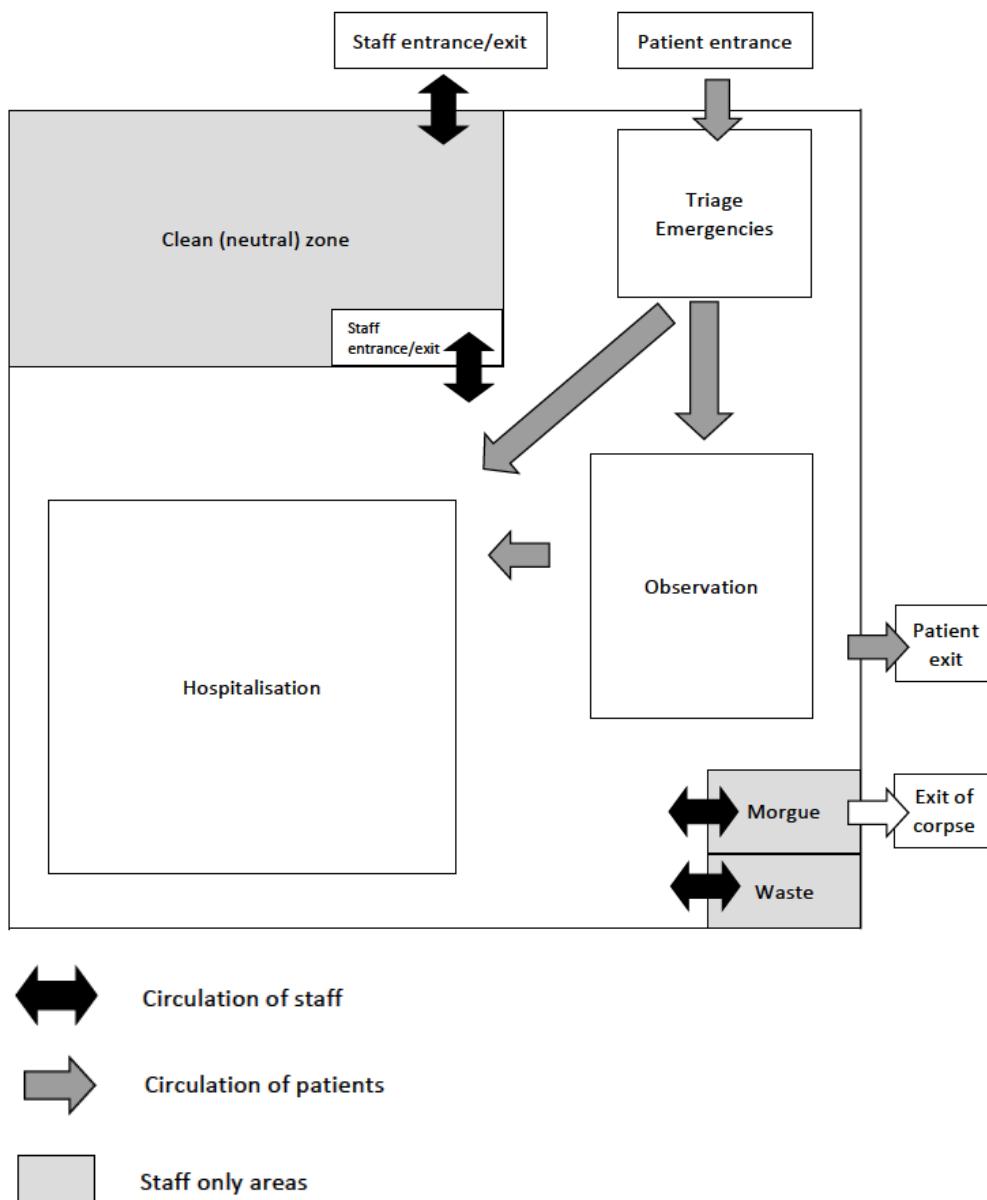 Staff entrance/exit
Patient entrance
Triage
Emergencies
Clean (neutral) zone
Staff
entrance/exit
Observation
Patient
exit
Hospitalisation
Morgue
Exit of
corpse
Waste
Circulation of staff
Circulation of patients
Staff only areas